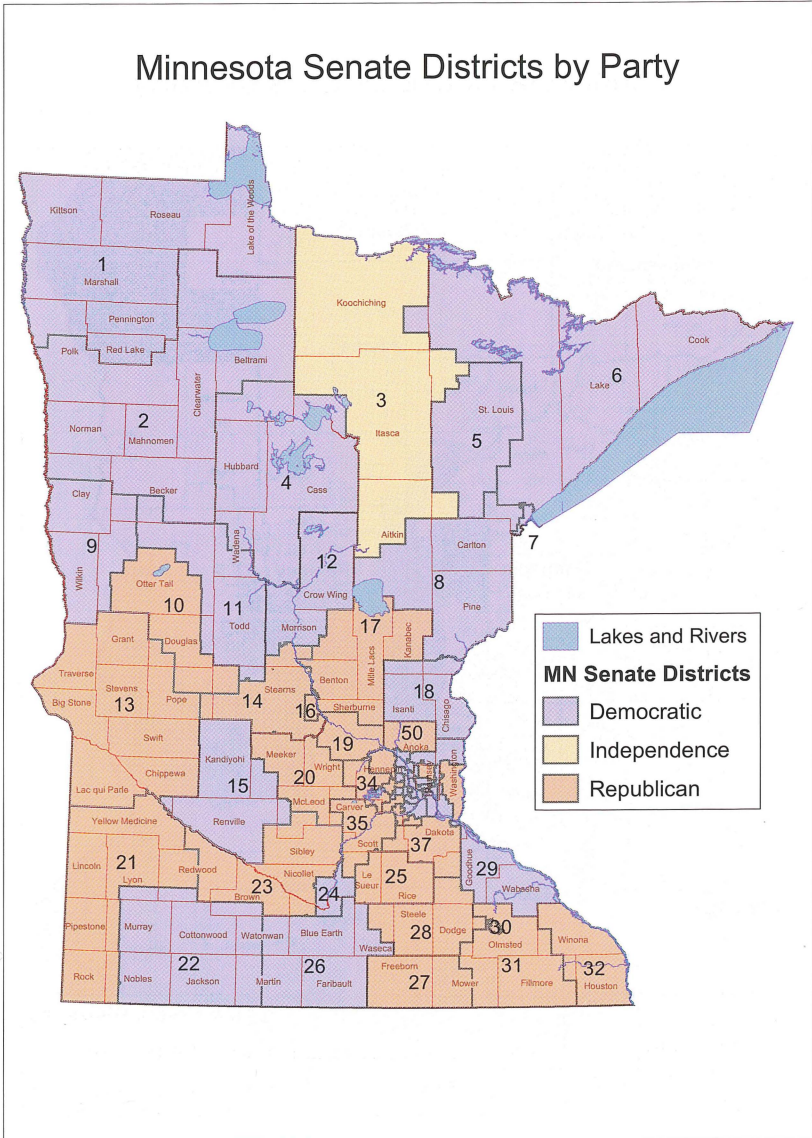 Minnesota Senate Districts by Party
Kittson
Roseau
Lake of the Woods
1
Marshall
Koochiching
Pennington
Red Lake
Polk
Beltrami
Clearwater
Cook
Lake
6
3
Itasca
St. Louis
5
Norman
2
Mahnomen
Hubbard
4
Cass
Clay
Becker
Wadena
Aitkin
Carlton
7
9
Wilkin
12
Otter Tail
10
Crow Wing
8
Pine
11
Todd
Morrison
17
Kanabec
Mille Lacs
Grant
Douglas
Traverse
Stevens
13
Pope
Big Stone
Benton
Stearns
14
16
Sherburne
18
Isanti
Chisago
Swift
Kandiyohi
15
Meeker
19
50
Anoka
Washington
Wright
20
Chippewa
Lac qui Parle
34
McLeod
Carver
35
Renville
Yellow Medicine
Scott
Dakota
37
Sibley
Goodhue
29
Wabasha
Lincoln
21
Lyon
Redwood
Nicollet
23
Brown
24
Le
Sueur
25
Rice
Pipestone
Murray
Cottonwood
Watonwan
Blue Earth
Waseca
Steele
28
Dodge
30
Olmsted
Winona
Rock
Nobles
22
Jackson
Martin
26
Faribault
Freeborn
27
Mower
31
Fillmore
32
Houston
Lakes and Rivers
MN Senate Districts
Democratic
Independence
Republican